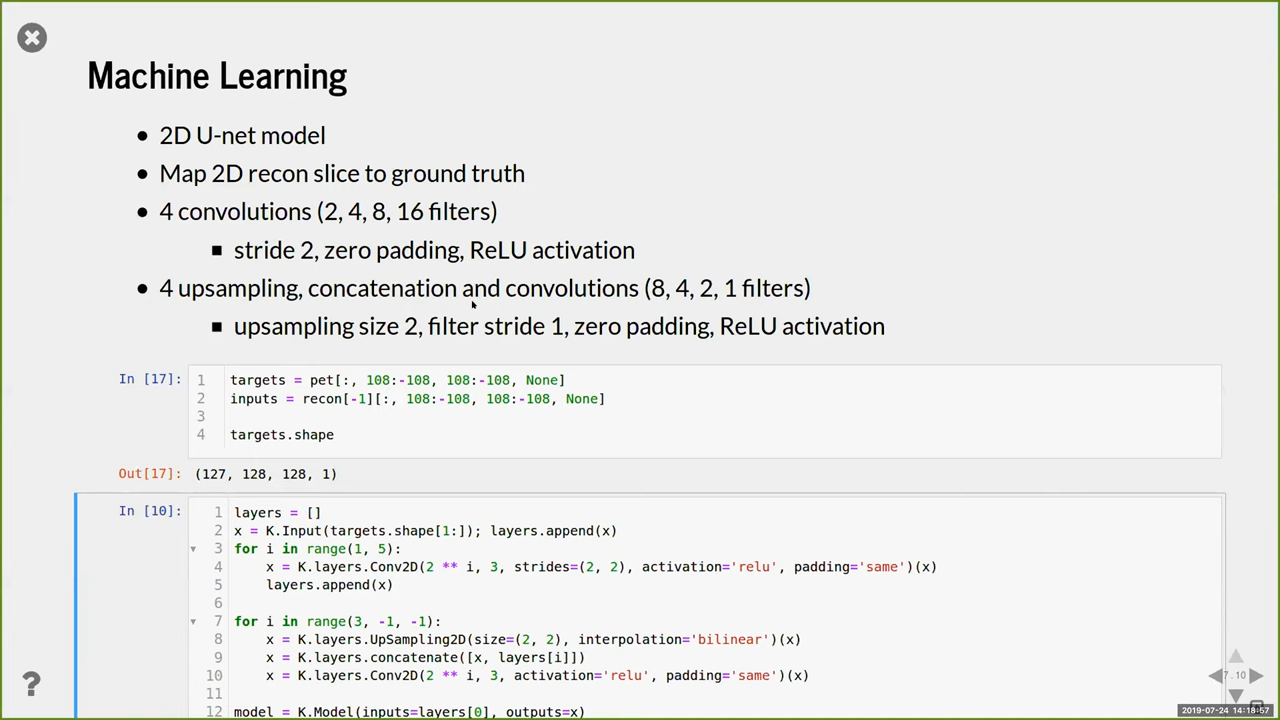 Machine Learning
• 2D U-net model
• Map 2D recon slice to ground truth
• 4 convolutions (2, 4, 8, 16 filters)
▪ stride 2, zero padding, ReLU activation
• 4 upsampling, concatenation and convolutions (8, 4, 2, 1 filters)
▪ upsampling size 2, filter stride 1, zero padding, ReLU activation
In [17]:
1 targets = pet[:, 108:-108, 108:-108, None]
2 inputs = recon[-1][:, 108:-108, 108:-108, None]
3
4 targets.shape
Out[17]: (127, 128, 128, 1)
In [10]:
1 layers = []
2 x = K.Input(targets.shape[1:]); layers.append(x)
3 for i in range(1, 5):
4     x = K.layers.Conv2D(2 ** i, 3, strides=(2, 2), activation='relu', padding='same')(x)
5     layers.append(x)
6
7 for i in range(3, -1, -1):
8     x = K.layers.UpSampling2D(size=(2, 2), interpolation='bilinear')(x)
9     x = K.layers.concatenate([x, layers[i]])
10     x = K.layers.Conv2D(2 ** i, 3, activation='relu', padding='same')(x)
11
12 model = K.Model(inputs=layers[0], outputs=x)
?
7.10
2019-07-24 14:18:57